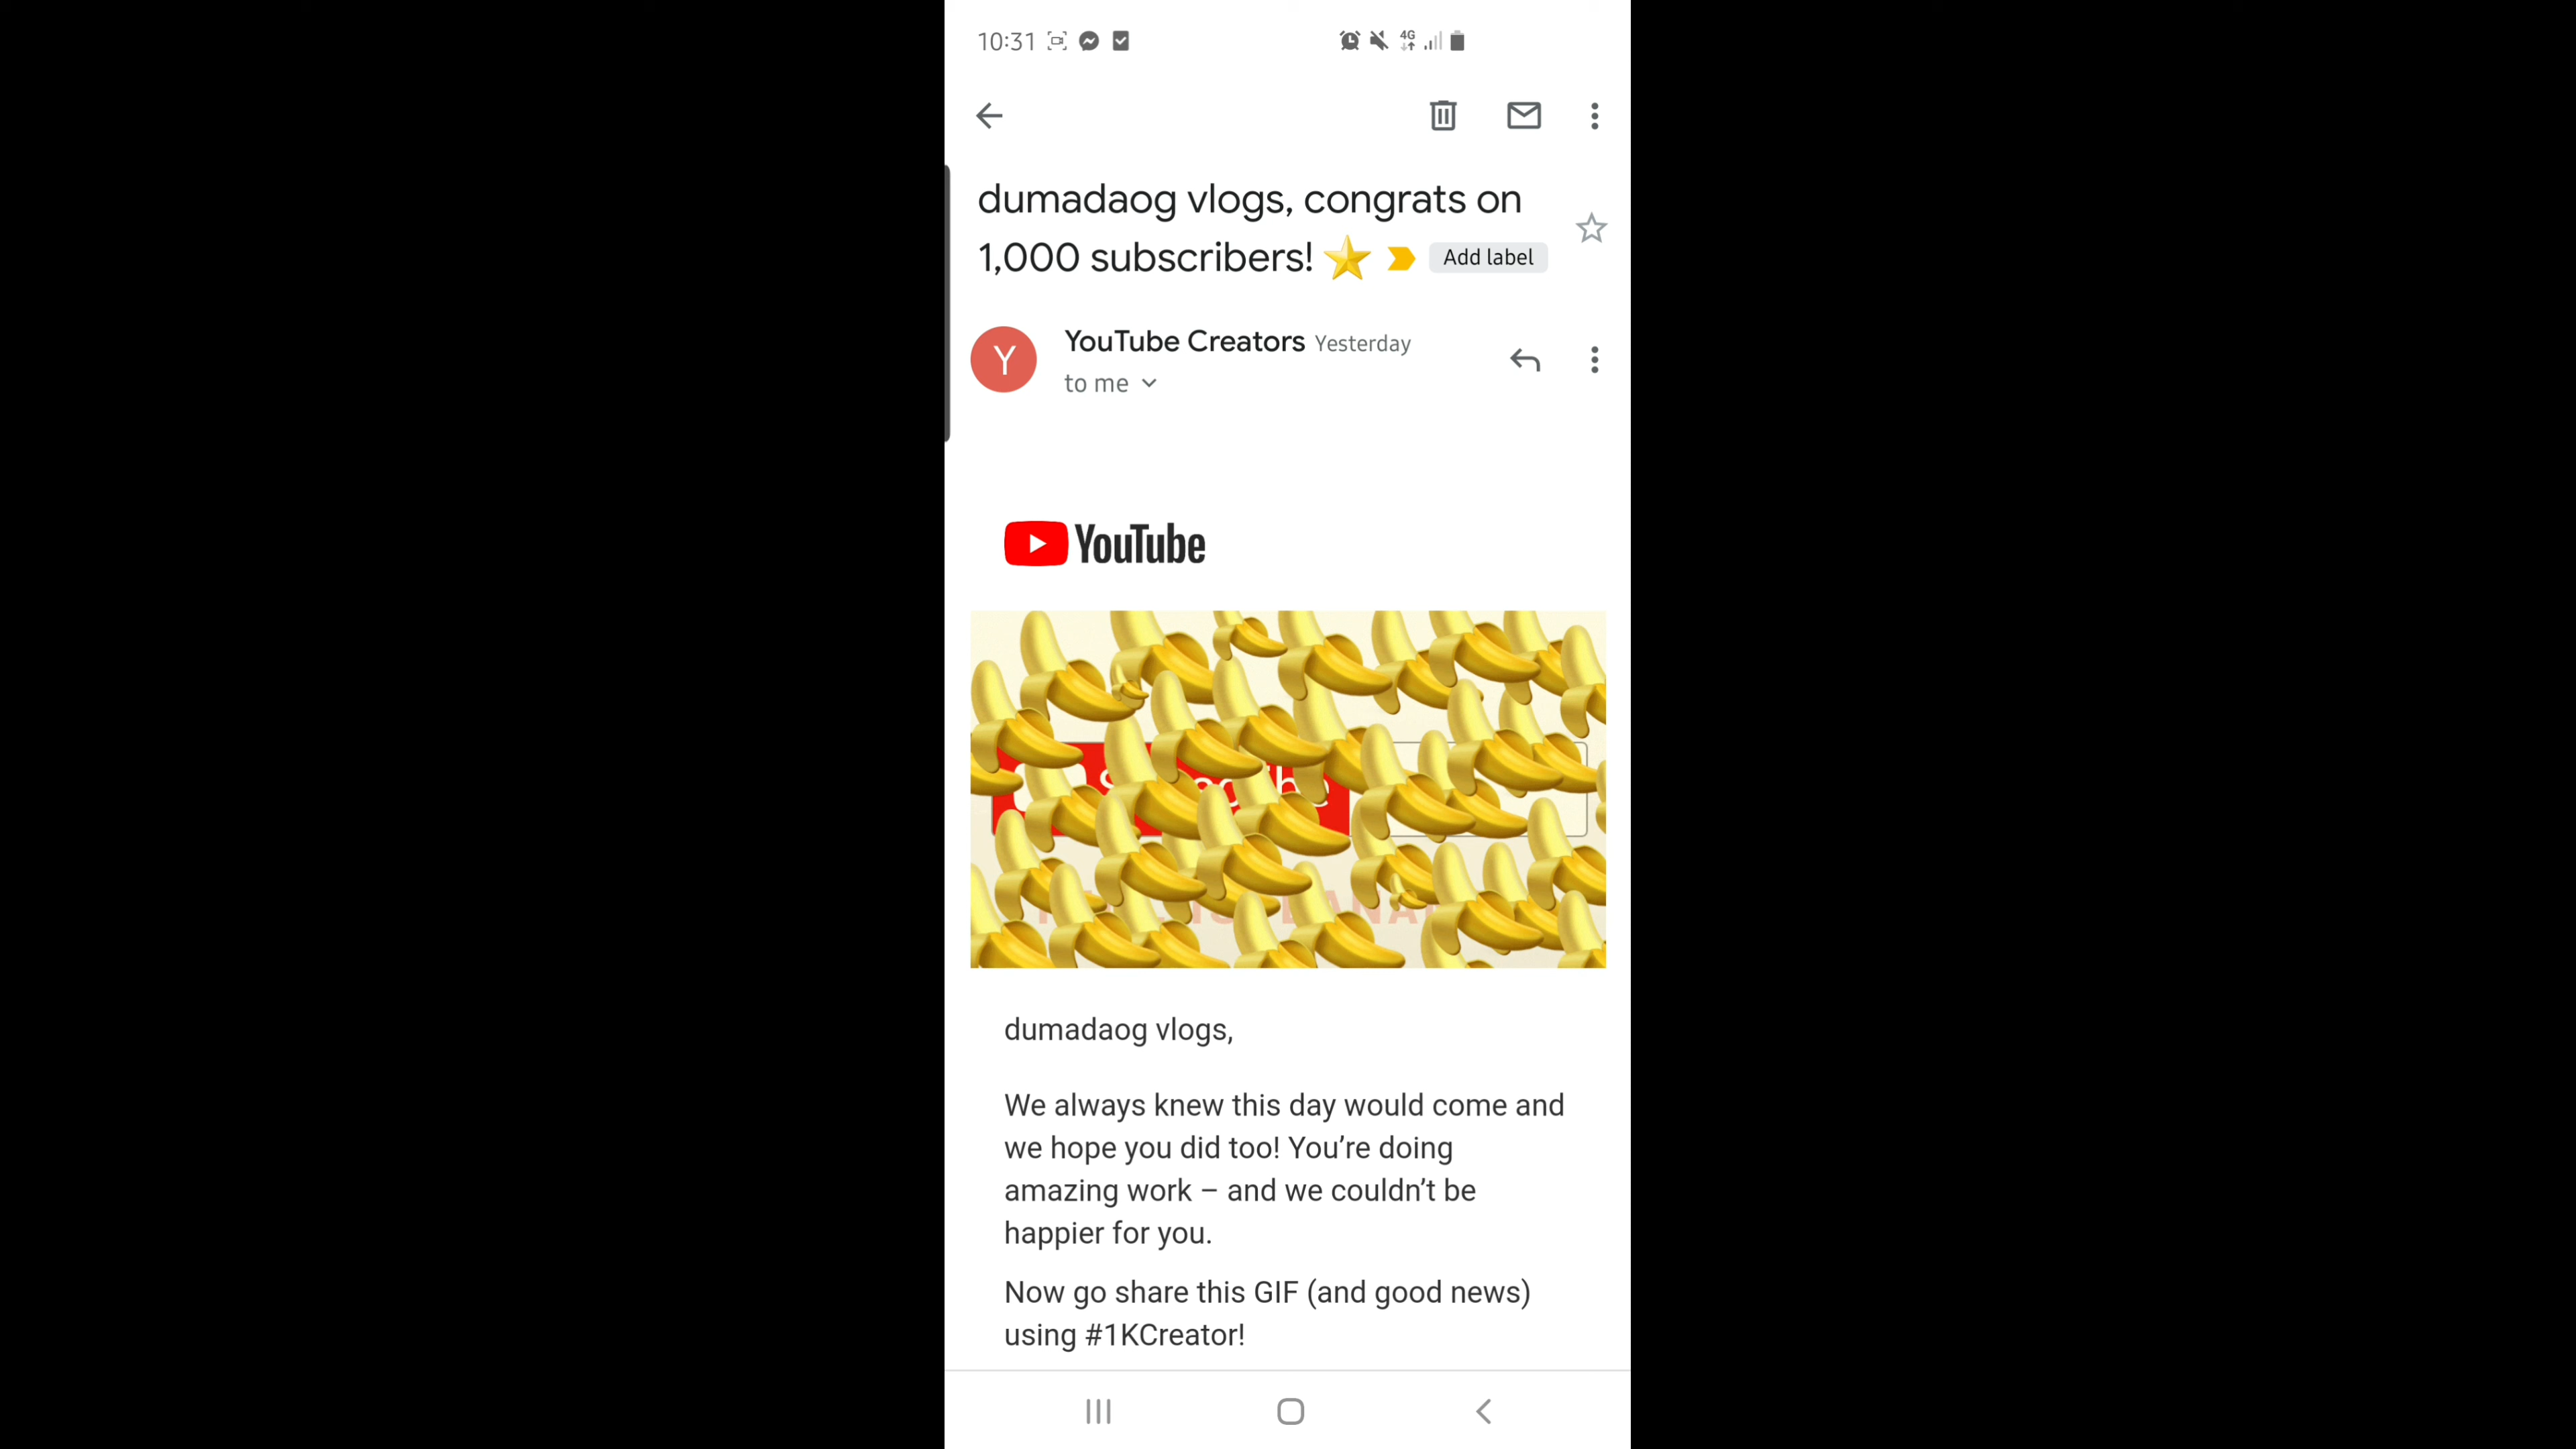 10:31
4G
dumadaog vlogs, congrats on
1,000 subscribers!
Add label
Y
YouTube Creators Yesterday
to me
YouTube
dumadaog vlogs,
We always knew this day would come and
we hope you did too! You’re doing
amazing work – and we couldn’t be
happier for you.
Now go share this GIF (and good news)
using #1KCreator!